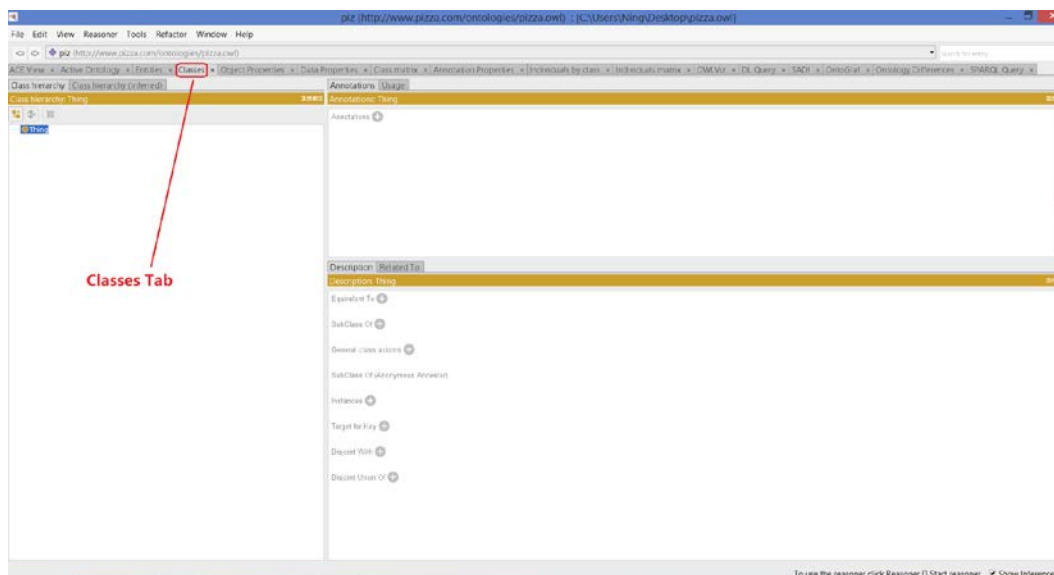 piz (http://www.pizza.com/ontologies/pizza.owl) : [C:\Users\Ning\Desktop\pizza.owl]
File Edit View Reasoner Tools Refactor Window Help
piz (http://www.pizza.com/ontologies/pizza.owl)
Search for entity
ACE View × Active Ontology × Entities × Classes × Object Properties × Data Properties × Class matrix × Annotation Properties × Individuals by class × Individuals matrix × OWLViz × DL Query × SADI × OntoGraf × Ontology Differences × SPARQL Query ×
Class hierarchy Class hierarchy (inferred)
Class hierarchy: Thing
Thing
Classes Tab
Annotations Usage
Annotations: Thing
Annotations
Description Related To
Description: Thing
Equivalent To
SubClass Of
General class axioms
SubClass Of (Anonymous Ancestor)
Instances
Target for Key
Disjoint With
Disjoint Union Of
To use the reasoner click Reasoner [] Start reasoner Show Inferences